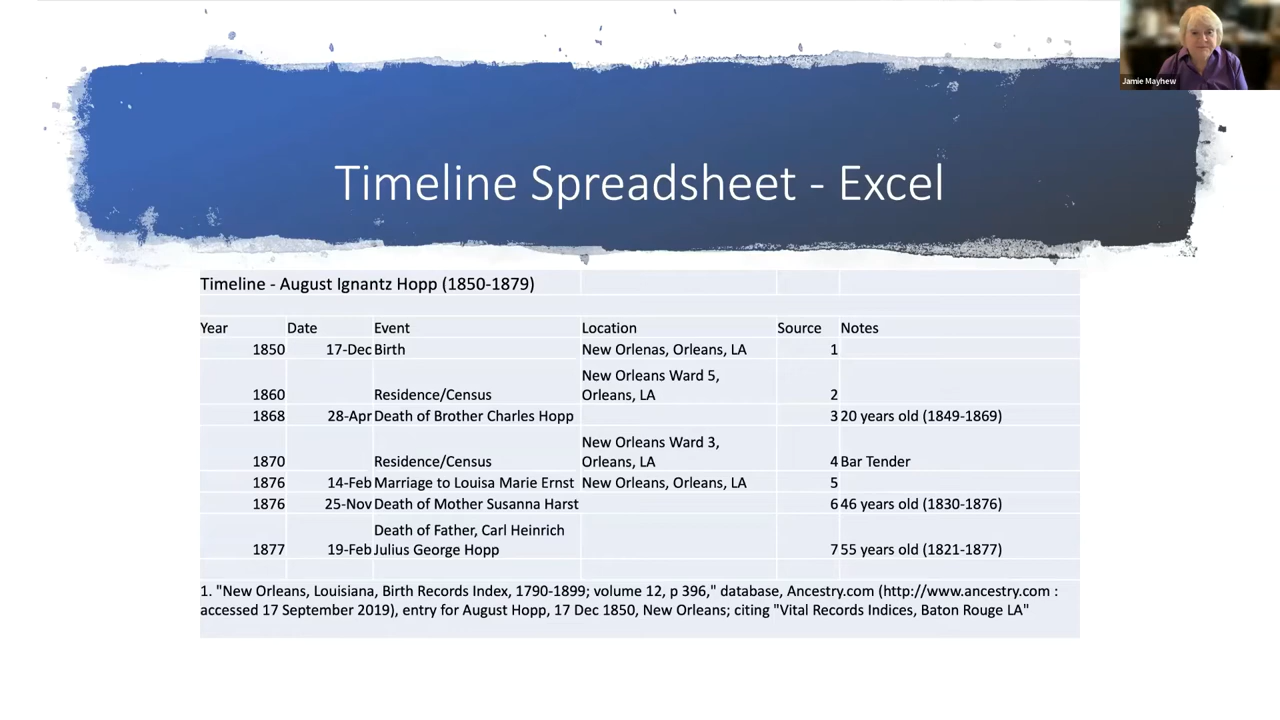 Jamie Mayhew
Timeline Spreadsheet - Excel
Timeline - August Ignantz Hopp (1850-1879)
Year Date Event Location Source Notes
1850 17-Dec Birth New Orlenas, Orleans, LA 1
New Orleans Ward 5,
1860 Residence/Census Orleans, LA 2
1868 28-Apr Death of Brother Charles Hopp 3 20 years old (1849-1869)
New Orleans Ward 3,
1870 Residence/Census Orleans, LA 4 Bar Tender
1876 14-Feb Marriage to Louisa Marie Ernst New Orleans, Orleans, LA 5
1876 25-Nov Death of Mother Susanna Harst 6 46 years old (1830-1876)
Death of Father, Carl Heinrich
1877 19-Feb Julius George Hopp 7 55 years old (1821-1877)
1. "New Orleans, Louisiana, Birth Records Index, 1790-1899; volume 12, p 396," database, Ancestry.com (http://www.ancestry.com :
accessed 17 September 2019), entry for August Hopp, 17 Dec 1850, New Orleans; citing "Vital Records Indices, Baton Rouge LA"